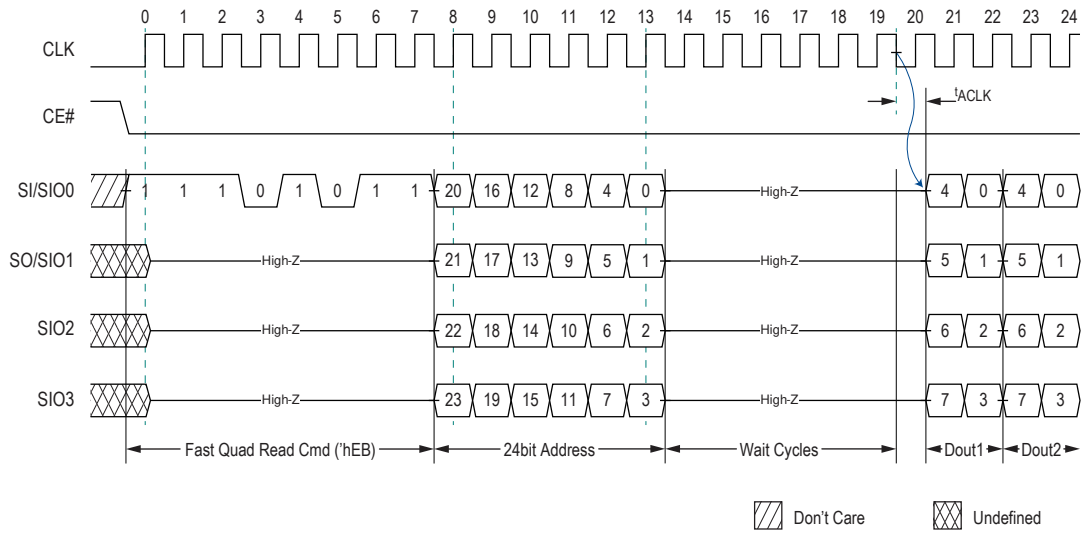 0 1 2 3 4 5 6 7 8 9 10 11 12 13 14 15 16 17 18 19 20 21 22 23 24
CLK
tACLK
CE#
SI/SIO0 1 1 1 0 1 0 1 1 20 16 12 8 4 0 High-Z 4 0 4 0
SO/SIO1 High-Z 21 17 13 9 5 1 High-Z 5 1 5 1
SIO2 High-Z 22 18 14 10 6 2 High-Z 6 2 6 2
SIO3 High-Z 23 19 15 11 7 3 High-Z 7 3 7 3
Fast Quad Read Cmd ('hEB) 24bit Address Wait Cycles Dout1 Dout2
Don't Care Undefined